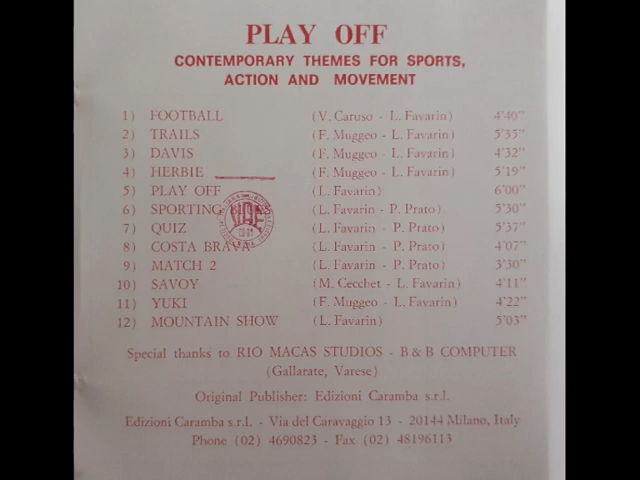 PLAY OFF
CONTEMPORARY THEMES FOR SPORTS,
ACTION AND MOVEMENT
1) FOOTBALL (V. Caruso - L. Favarin) 4'40"
2) TRAILS (F. Muggeo - L. Favarin) 5'35"
3) DAVIS (F. Muggeo - L. Favarin) 4'32"
4) HERBIE (F. Muggeo - L. Favarin) 5'19"
5) PLAY OFF (L. Favarin) 6'00"
6) SPORTING (L. Favarin - P. Prato) 5'30"
7) QUIZ (L. Favarin - P. Prato) 5'37"
8) COSTA BRAVA (L. Favarin - P. Prato) 4'07"
9) MATCH 2 (L. Favarin - P. Prato) 3'30"
10) SAVOY (M. Cecchet - L. Favarin) 4'11"
11) YUKI (F. Muggeo - L. Favarin) 4'22"
12) MOUNTAIN SHOW (L. Favarin) 5'03"
Special thanks to RIO MACAS STUDIOS - B & B COMPUTER
(Gallarate, Varese)
Original Publisher: Edizioni Caramba s.r.l.
Edizioni Caramba s.r.l. - Via del Caravaggio 13 - 20144 Milano, Italy
Phone (02) 4690823 - Fax (02) 48196113